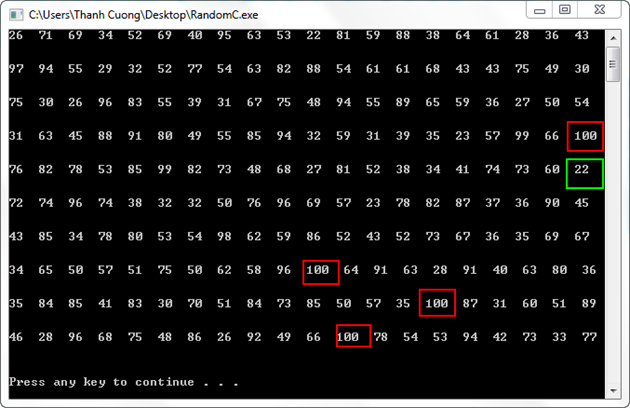 C:\Users\Thanh Cuong\Desktop\RandomC.exe
26 71 69 34 52 69 40 95 63 53 22 81 59 88 38 64 61 28 36 43
97 94 55 29 32 52 77 54 63 82 88 54 61 61 68 43 43 75 49 30
75 30 26 96 83 55 39 31 67 75 48 94 55 89 65 59 36 27 50 54
31 63 45 88 91 80 49 55 85 94 32 59 31 39 35 23 57 99 66 100
76 82 78 53 85 99 82 73 48 68 27 81 52 38 34 41 74 73 60 22
72 74 96 74 38 32 32 50 76 96 69 57 23 78 82 87 37 36 90 45
43 85 34 78 80 53 54 98 62 59 86 52 43 52 73 67 36 35 69 67
34 65 50 57 51 75 50 62 58 96 100 64 91 63 28 91 40 63 80 36
35 84 85 41 83 30 70 51 84 73 85 50 57 35 100 87 31 60 51 89
46 28 96 68 75 48 86 26 92 49 66 100 78 54 53 94 42 73 33 77
Press any key to continue . . .